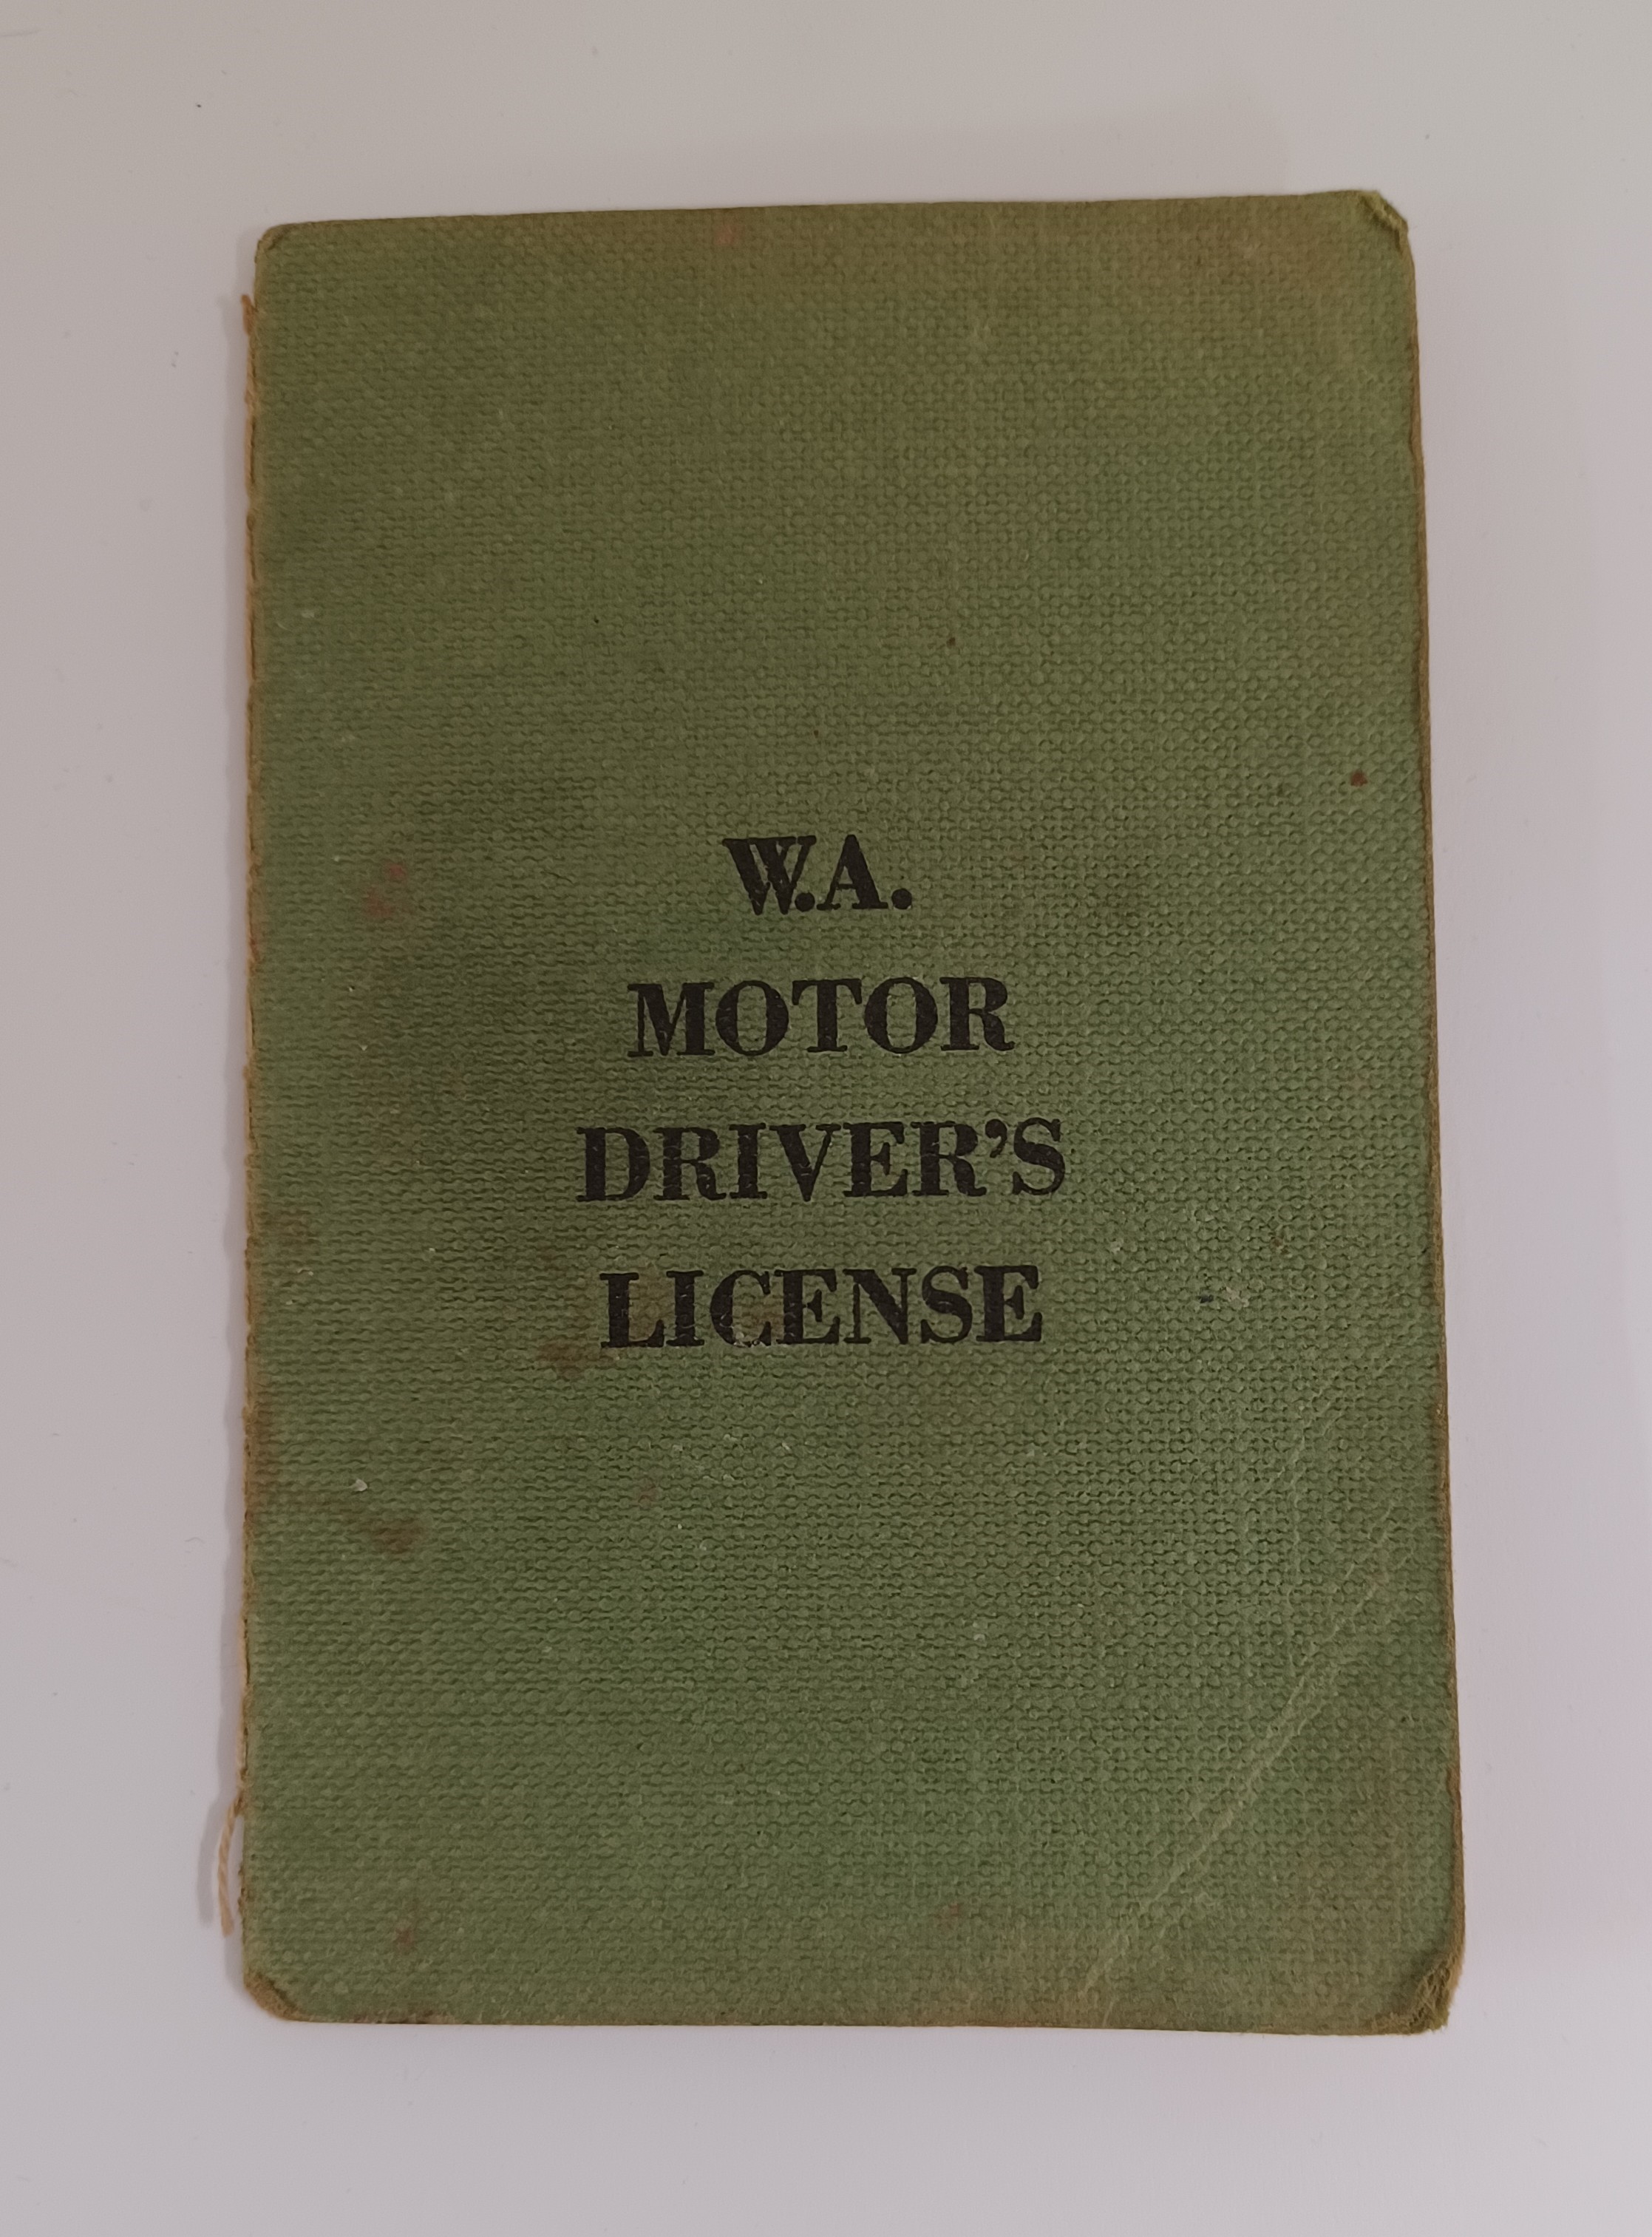 W.A.
MOTOR
DRIVER'S
LICENSE